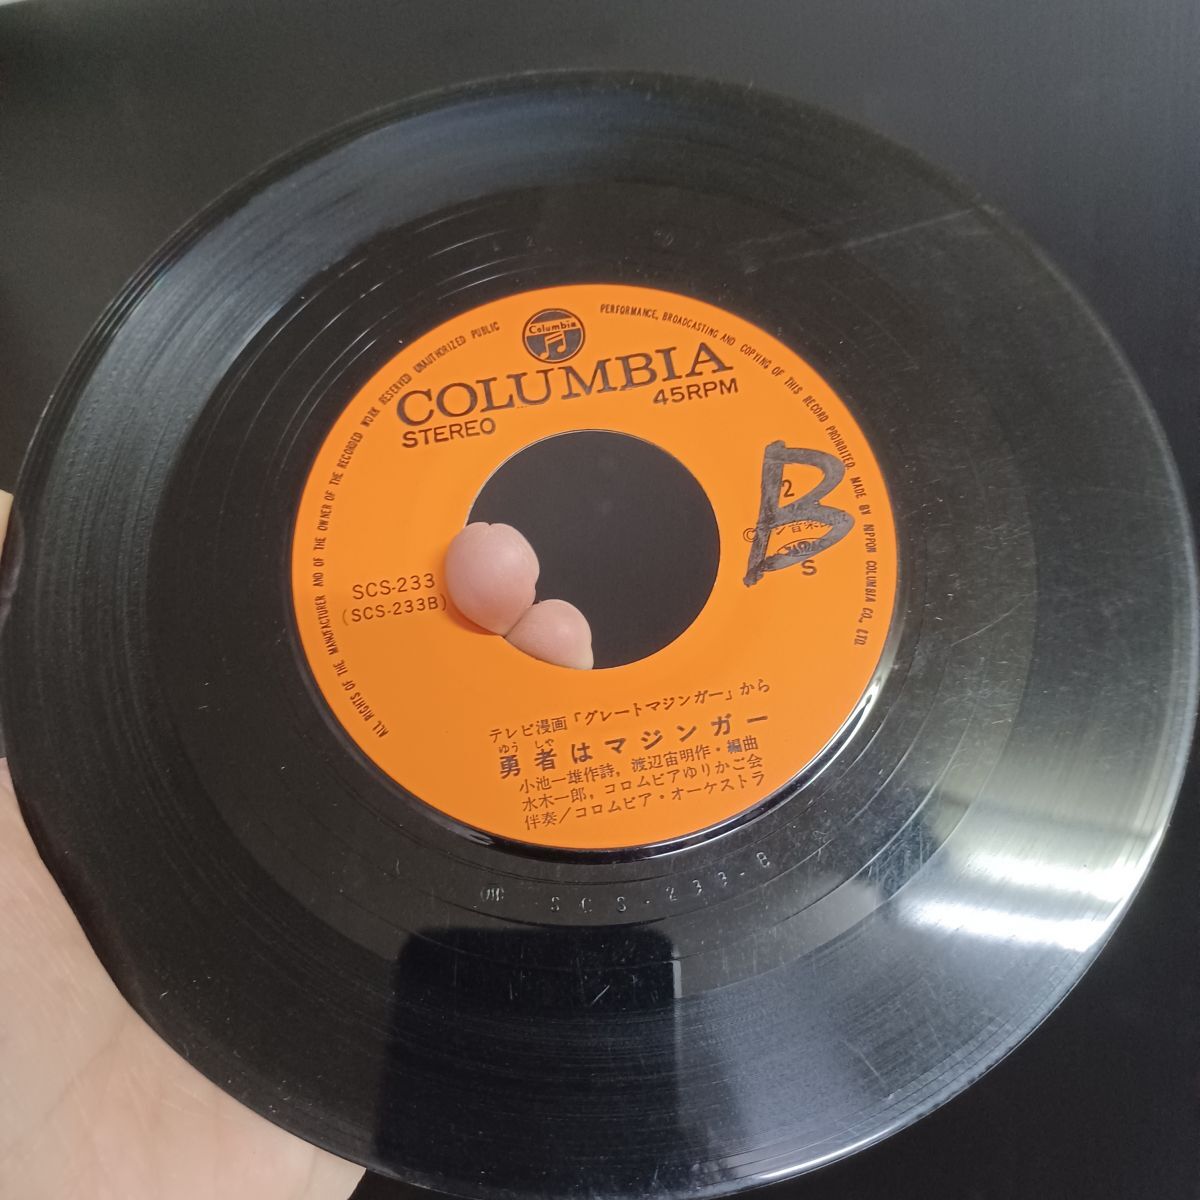 Columbia
COLUMBIA
STEREO
45RPM
ALL RIGHTS OF THE MANUFACTURER AND OF THE OWNER OF THE RECORDED WORK RESERVED UNAUTHORIZED PUBLIC PERFORMANCE, BROADCASTING AND COPYING OF THIS RECORD PROHIBITED. MADE BY NIPPON COLUMBIA CO., LTD.
B
2
音楽
S
SCS-233
(SCS-233B)
テレビ漫画「グレートマジンガー」から
ゆう しゃ
勇者はマジンガー
小池一雄作詩, 渡辺宙明作・編曲
水木一郎, コロムビアゆりかご会
伴奏/コロムビア・オーケストラ
SCS-233-B